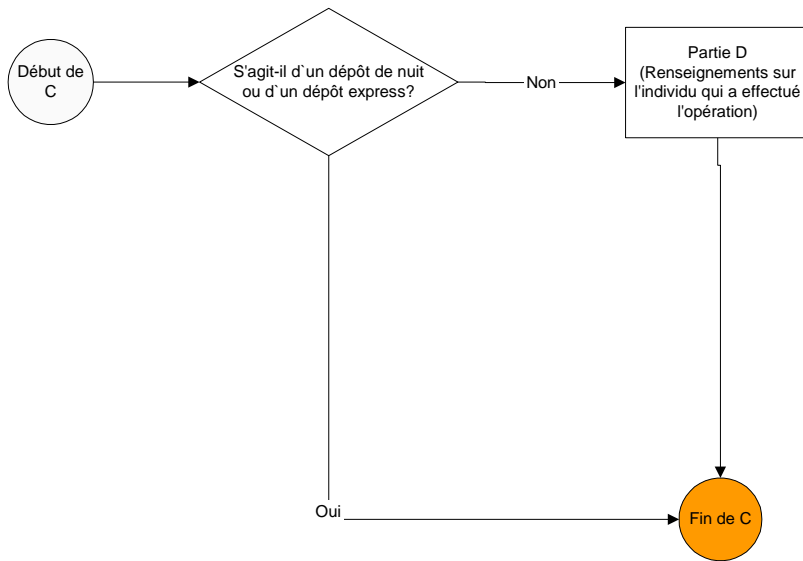 Début de
C
S'agit-il d`un dépôt de nuit
ou d`un dépôt express?
Non
Partie D
(Renseignements sur
l'individu qui a effectué
l'opération)
Oui
Fin de C